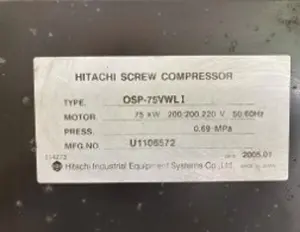 HITACHI SCREW COMPRESSOR
TYPE. OSP-75VWLI
MOTOR. 75 kW 200/200.220 V 50/60Hz
PRESS. 0.69 MPa
MFG.NO U1106572
DATE 2005.01
Hitachi Industrial Equipment Systems Co.,Ltd.